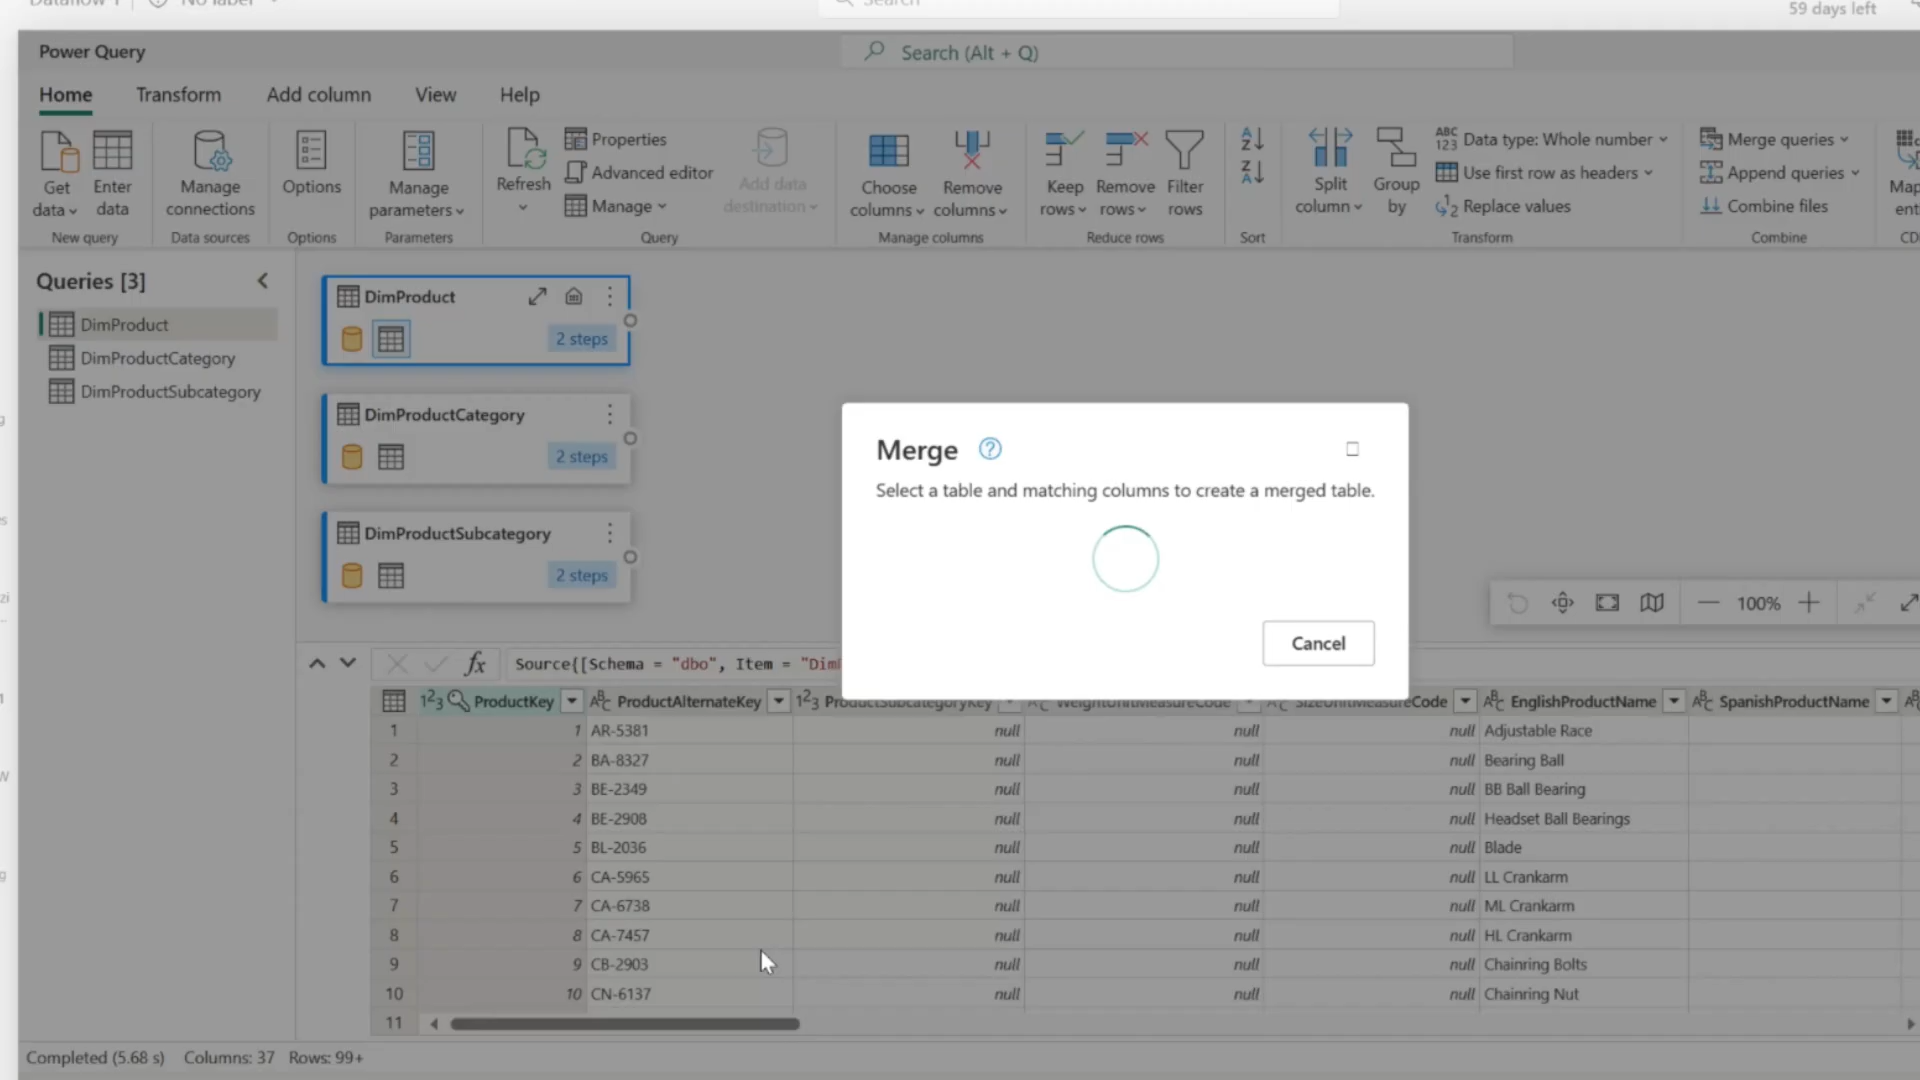 Dataflow 1 No label
Search
59 days left
Power Query
Search (Alt + Q)
Home Transform Add column View Help
Get data
Enter data
New query
Manage connections
Data sources
Options
Options
Manage parameters
Parameters
Refresh
Properties
Advanced editor
Manage
Add data destination
Query
Choose columns
Remove columns
Manage columns
Keep rows
Remove rows
Filter rows
Reduce rows
Sort
Split column
Group by
Data type: Whole number
Use first row as headers
Replace values
Transform
Merge queries
Append queries
Combine files
Combine
Queries [3]
DimProduct
DimProductCategory
DimProductSubcategory
DimProduct
2 steps
DimProductCategory
2 steps
DimProductSubcategory
2 steps
Merge
Select a table and matching columns to create a merged table.
Cancel
100%
fx Source{[Schema = "dbo", Item = "Dim
ProductKey ProductAlternateKey ProductSubcategoryKey WeightUnitMeasureCode SizeUnitMeasureCode EnglishProductName SpanishProductName
1 1 AR-5381 null null null Adjustable Race
2 2 BA-8327 null null null Bearing Ball
3 3 BE-2349 null null null BB Ball Bearing
4 4 BE-2908 null null null Headset Ball Bearings
5 5 BL-2036 null null null Blade
6 6 CA-5965 null null null LL Crankarm
7 7 CA-6738 null null null ML Crankarm
8 8 CA-7457 null null null HL Crankarm
9 9 CB-2903 null null null Chainring Bolts
10 10 CN-6137 null null null Chainring Nut
11
Completed (5.68 s) Columns: 37 Rows: 99+